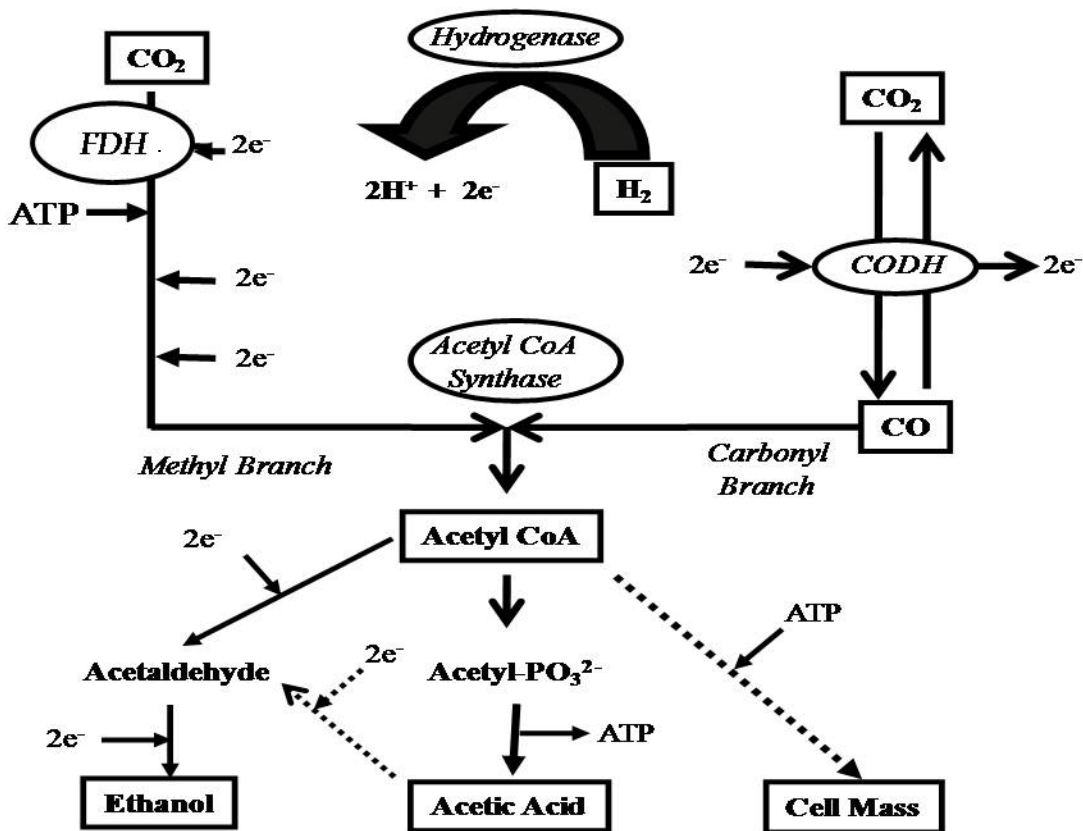 Hydrogenase
CO₂
CO₂
FDH .
2e⁻
2H⁺ + 2e⁻
H₂
ATP
2e⁻
CODH
2e⁻
2e⁻
2e⁻
Acetyl CoA
Synthase
CO
Methyl Branch
Carbonyl
Branch
2e⁻
Acetyl CoA
ATP
Acetaldehyde
2e⁻
Acetyl-PO₃²⁻
2e⁻
ATP
Ethanol
Acetic Acid
Cell Mass